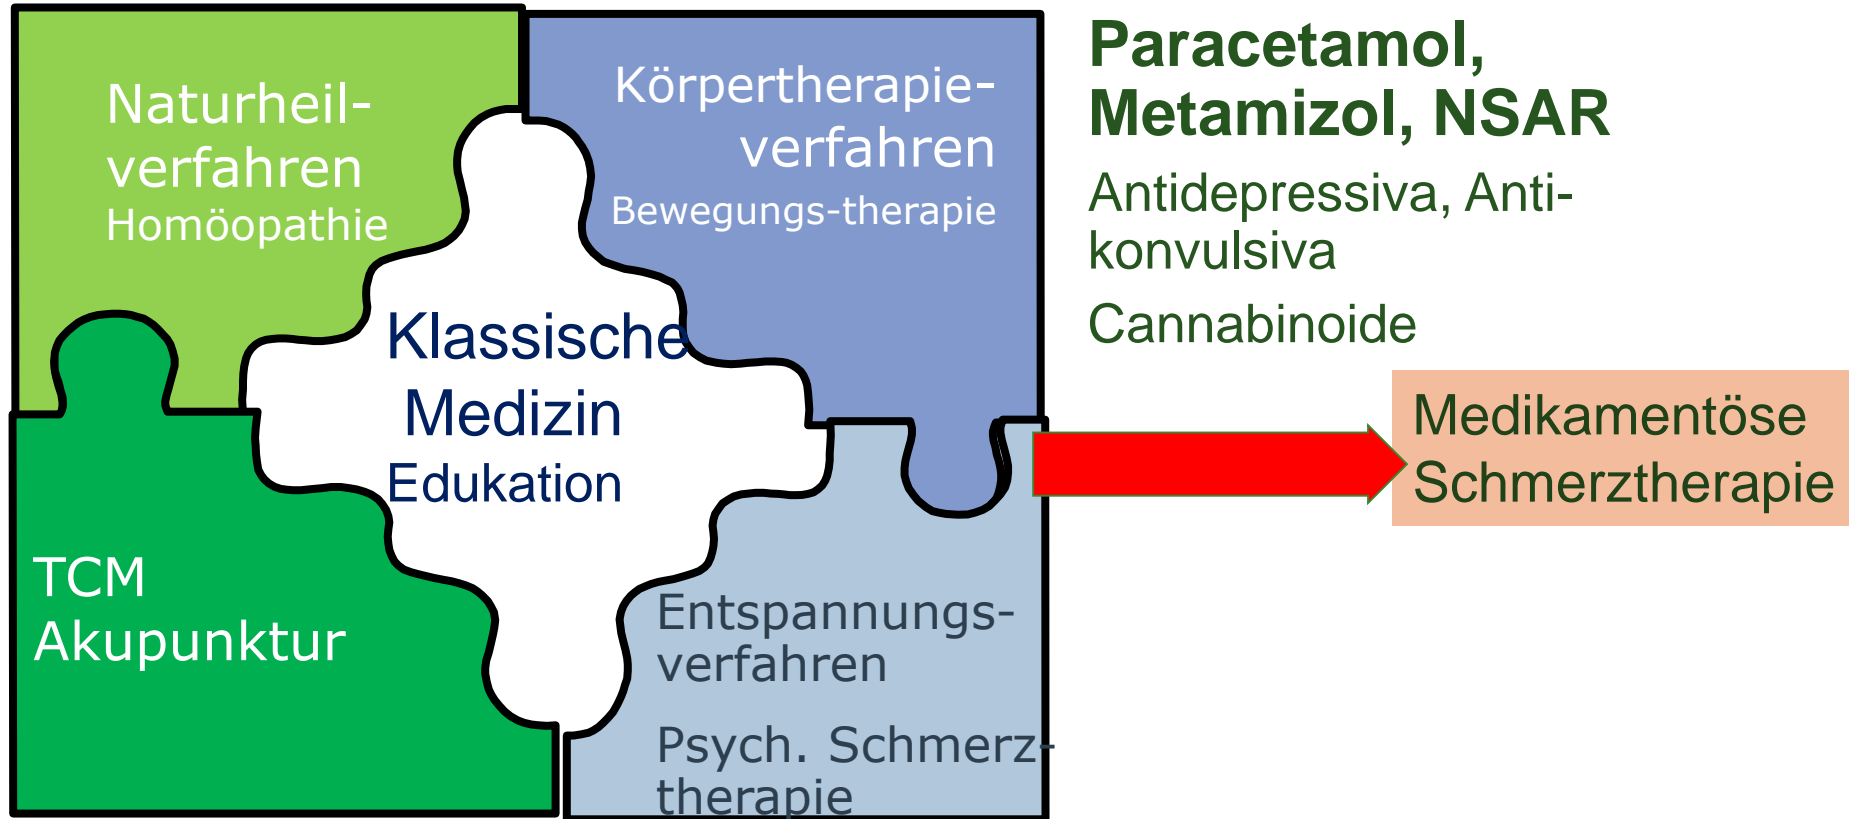 Naturheil-
verfahren
Homöopathie
Körpertherapie-
verfahren
Bewegungs-therapie
Klassische
Medizin
Edukation
TCM
Akupunktur
Entspannungs-
verfahren
Psych. Schmerz-
therapie
Paracetamol,
Metamizol, NSAR
Antidepressiva, Anti-
konvulsiva
Cannabinoide
Medikamentöse
Schmerztherapie